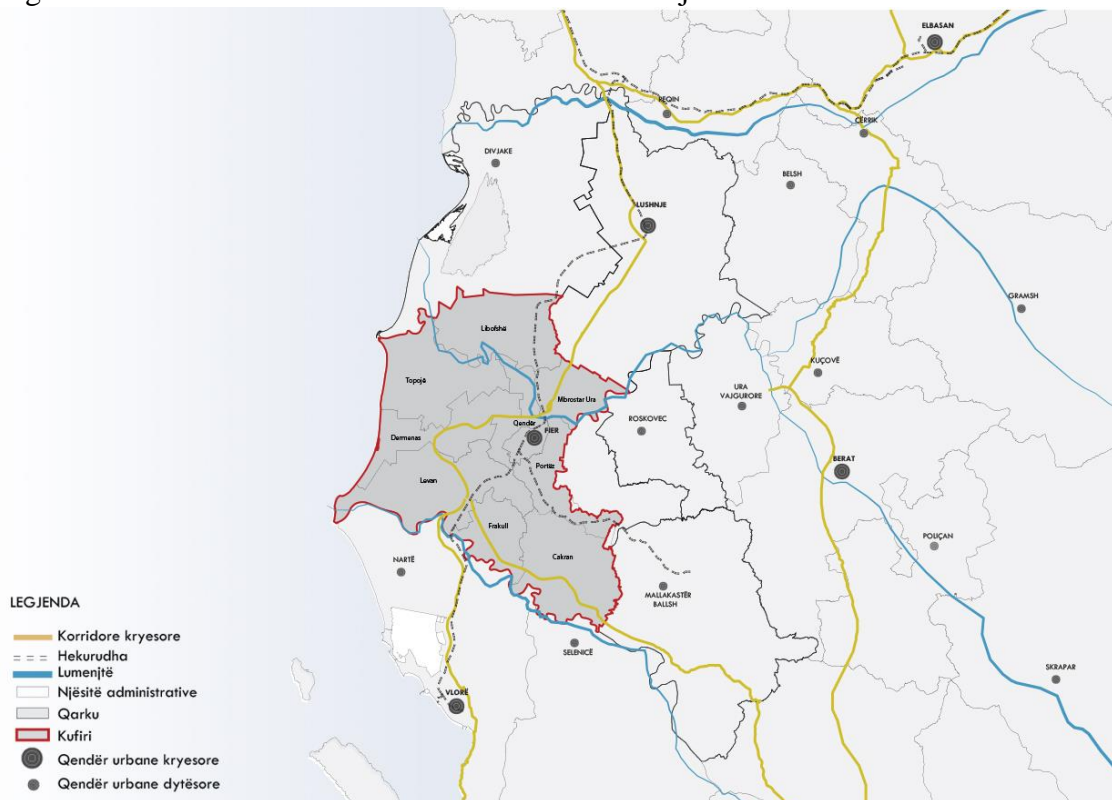 ELBASAN
PEQIN
CËRRIK
DIVJAKE
BELSH
LUSHNJE
GRAMSH
Libofshë
KUÇOVË
Topojë
Mbrostar Ura
URA
VAJGURORE
Qendër
ROSKOVEC
FIER
Dermenas
Portëz
BERAT
Levan
Frakull
POLIÇAN
Cakran
NARTË
MALLAKASTËR
BALLSH
SELENICË
SKRAPAR
VLORË
LEGJENDA
Korridore kryesore
Hekurudha
Lumenjtë
Njësitë administrative
Qarku
Kufiri
Qendër urbane kryesore
Qendër urbane dytësore